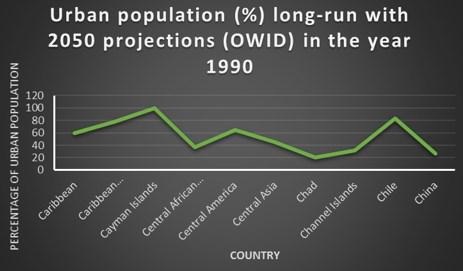 Urban population (%) long-run with
2050 projections (OWID) in the year
1990
PERCENTAGE OF URBAN POPULATION
120
100
80
60
40
20
0
Caribbean
Caribbean...
Cayman Islands
Central African...
Central America
Central Asia
Chad
Channel Islands
Chile
China
COUNTRY